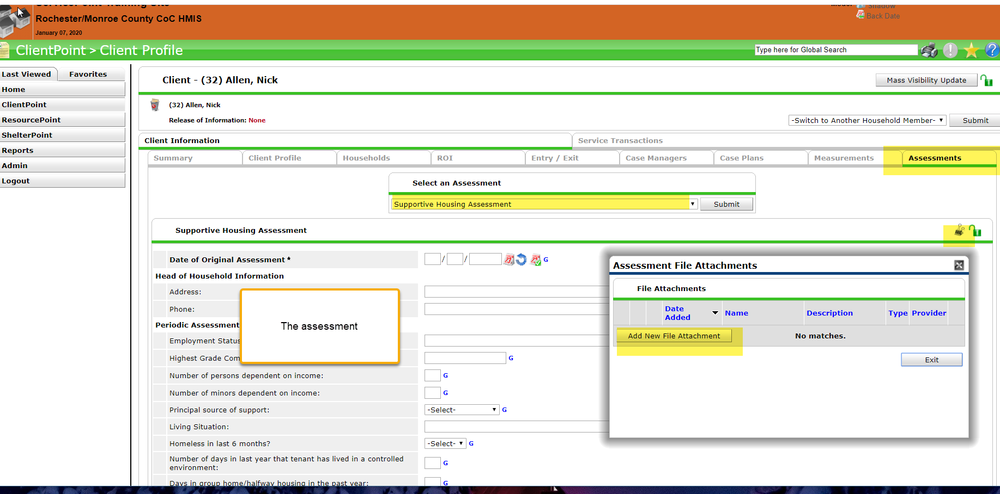 ServicePoint Training Site
Rochester/Monroe County CoC HMIS
January 07, 2020
Mode:
Shadow
Back Date
ClientPoint > Client Profile
Type here for Global Search
Last Viewed
Favorites
Home
ClientPoint
ResourcePoint
ShelterPoint
Reports
Admin
Logout
Client - (32) Allen, Nick
Mass Visibility Update
(32) Allen, Nick
Release of Information: None
-Switch to Another Household Member-
Submit
Client Information
Service Transactions
Summary
Client Profile
Households
ROI
Entry / Exit
Case Managers
Case Plans
Measurements
Assessments
Select an Assessment
Supportive Housing Assessment
Submit
Supportive Housing Assessment
Date of Original Assessment *
/ /
G
Head of Household Information
Address:
Phone:
Periodic Assessment
Employment Status
Highest Grade Com
G
The assessment
Number of persons dependent on income:
G
Number of minors dependent on income:
G
Principal source of support:
-Select-
G
Living Situation:
Homeless in last 6 months?
-Select-
G
Number of days in last year that tenant has lived in a controlled
environment:
G
Days in group home/halfway housing in the past year:
G
Assessment File Attachments
File Attachments
Date
Added
Name
Description
Type
Provider
Add New File Attachment
No matches.
Exit